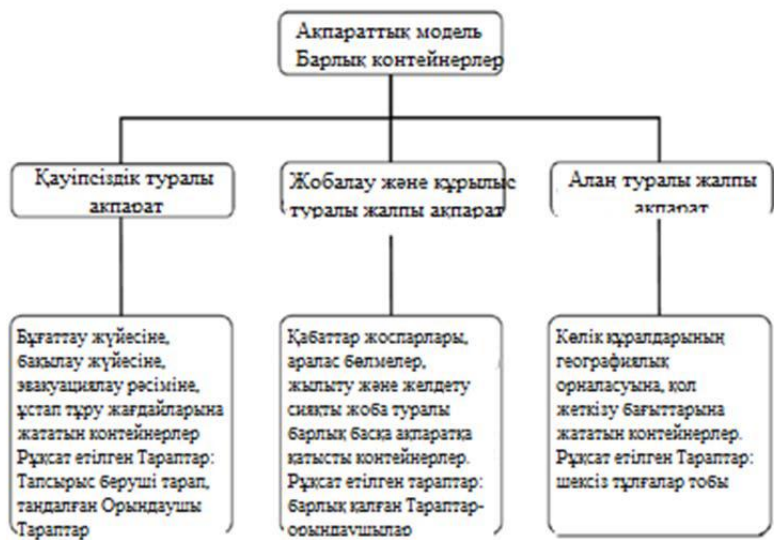 Ақпараттық модель
Барлық контейнерлер
Қауіпсіздік туралы
ақпарат
Жобалау және құрылыс
туралы жалпы ақпарат
Алаң туралы жалпы
ақпарат
Бұғаттау жүйесіне,
бақылау жүйесіне,
эвакуациялау рәсіміне,
ұстап тұру жағдайларына
жататын контейнерлер
Рұқсат етілген Тараптар:
Тапсырыс беруші тарап,
таңдалған Орындаушы
Тараптар
Қабаттар жоспарлары,
аралас бөлмелер,
жылыту және желдету
сияқты жоба туралы
барлық басқа ақпаратқа
қатысты контейнерлер.
Рұқсат етілген тараптар:
барлық қалған Тараптар-
орындаушылар
Көлік құралдарының
географиялық
орналасуына, қол
жеткізу бағыттарына
жататын контейнерлер.
Рұқсат етілген Тараптар:
шексіз тұлғалар тобы